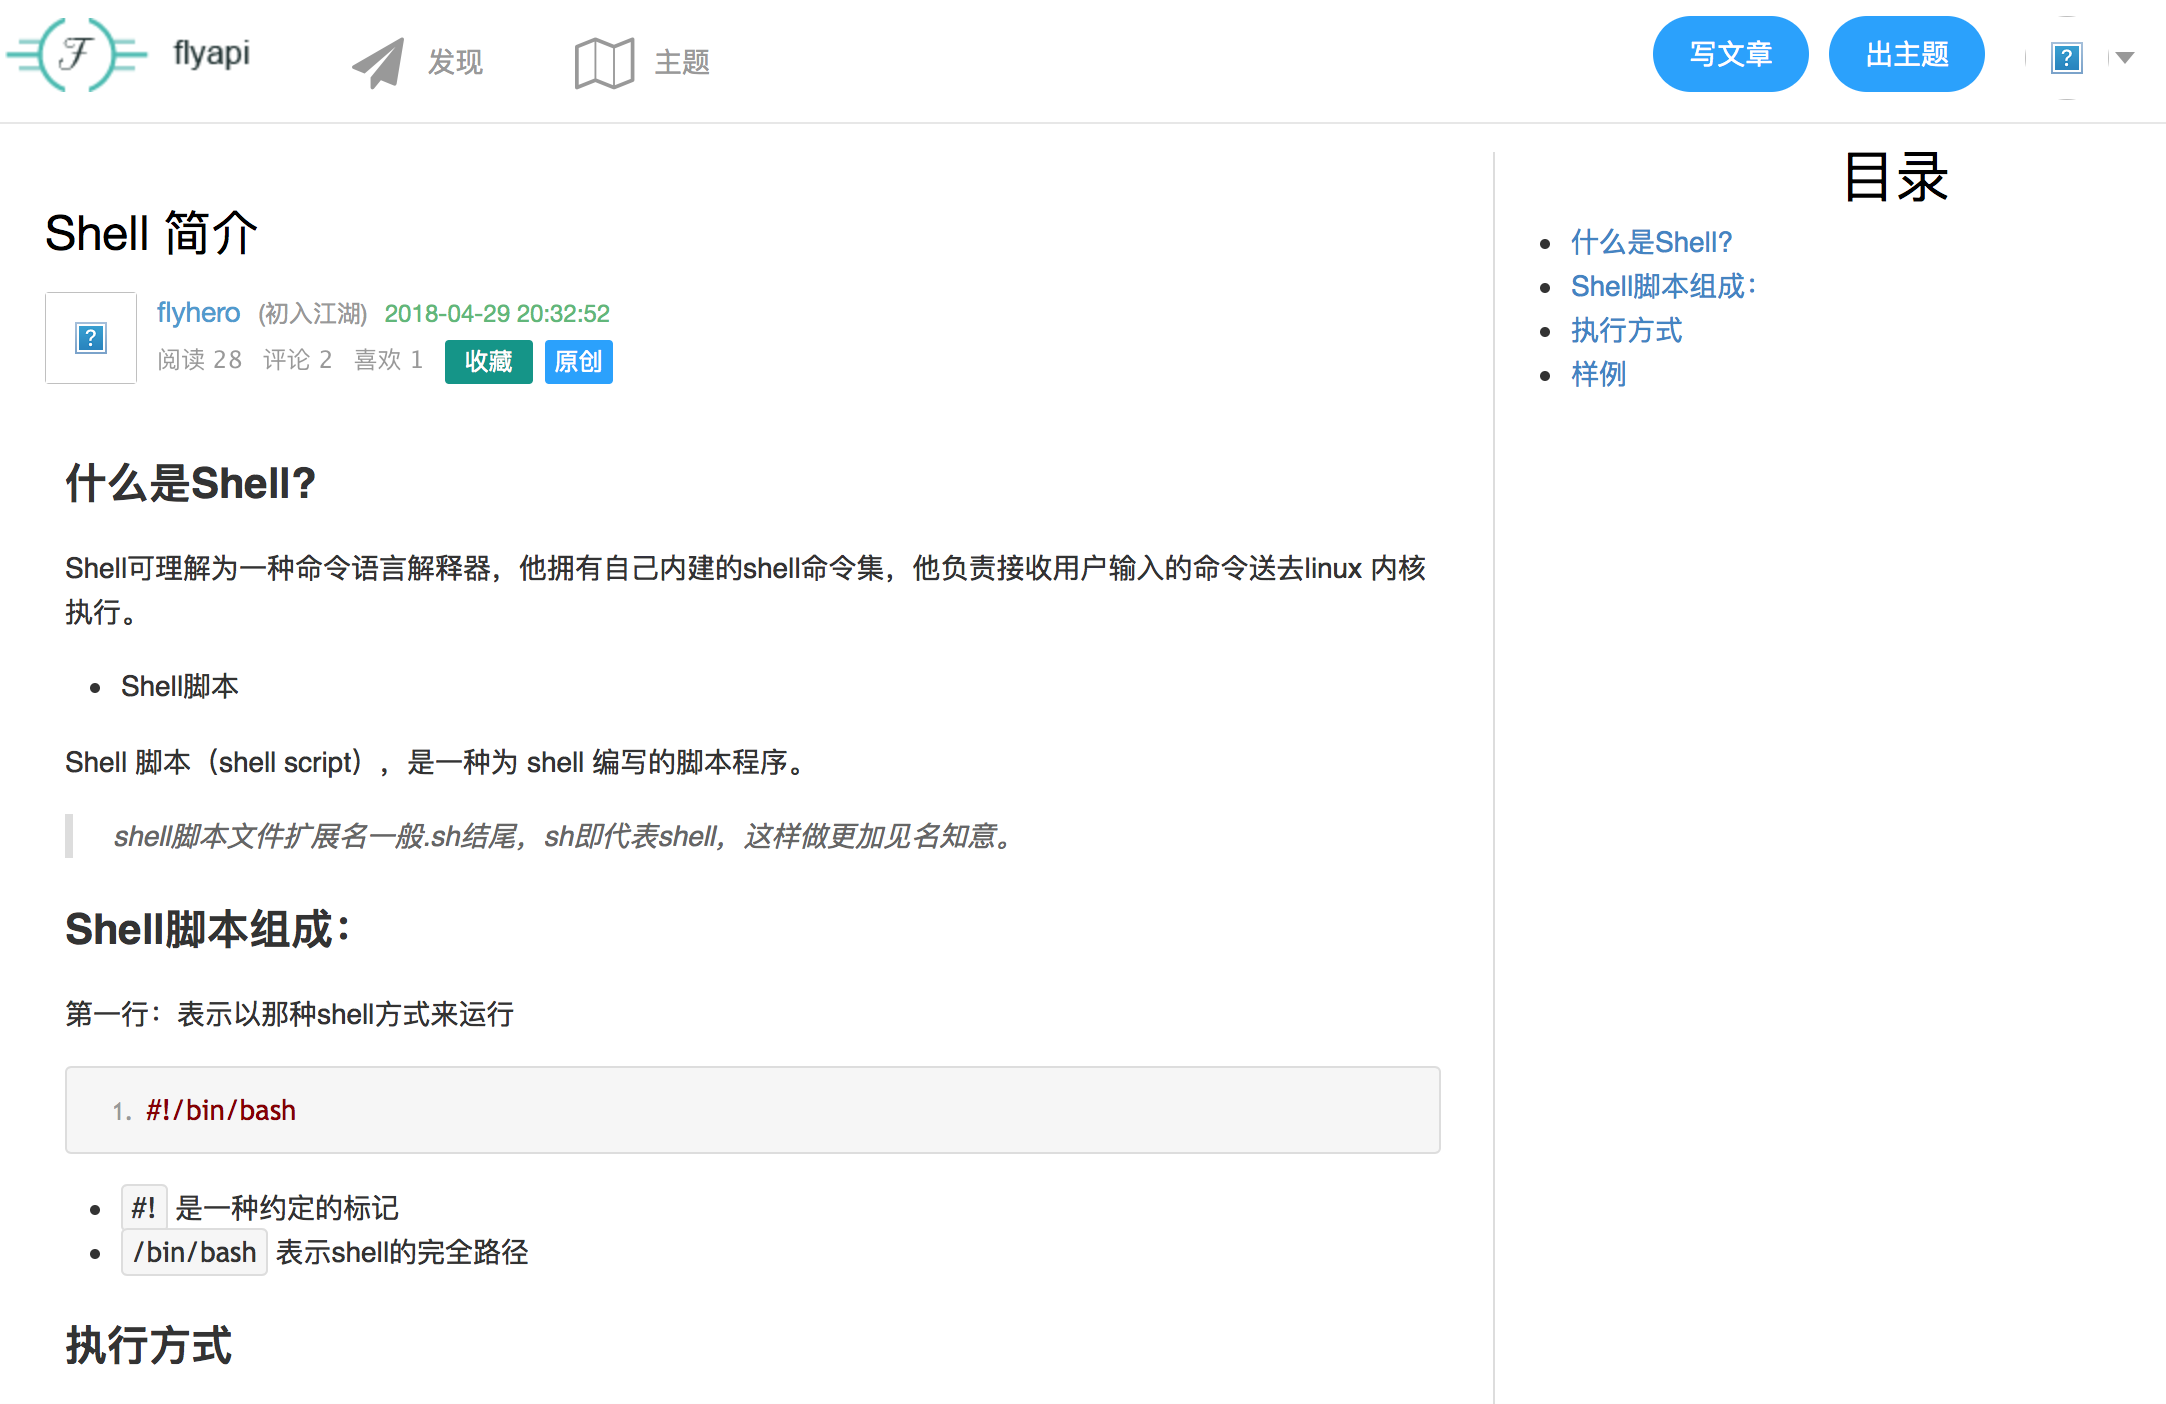 flyapi 发现 主题 写文章 出主题
目录
什么是Shell?
Shell脚本组成：
执行方式
样例
Shell 简介
flyhero (初入江湖) 2018-04-29 20:32:52
阅读 28 评论 2 喜欢 1 收藏 原创
什么是Shell?
Shell可理解为一种命令语言解释器，他拥有自己内建的shell命令集，他负责接收用户输入的命令送去linux 内核
执行。
Shell脚本
Shell 脚本（shell script），是一种为 shell 编写的脚本程序。
shell脚本文件扩展名一般.sh结尾，sh即代表shell，这样做更加见名知意。
Shell脚本组成：
第一行：表示以那种shell方式来运行
1. #!/bin/bash
#! 是一种约定的标记
/bin/bash 表示shell的完全路径
执行方式